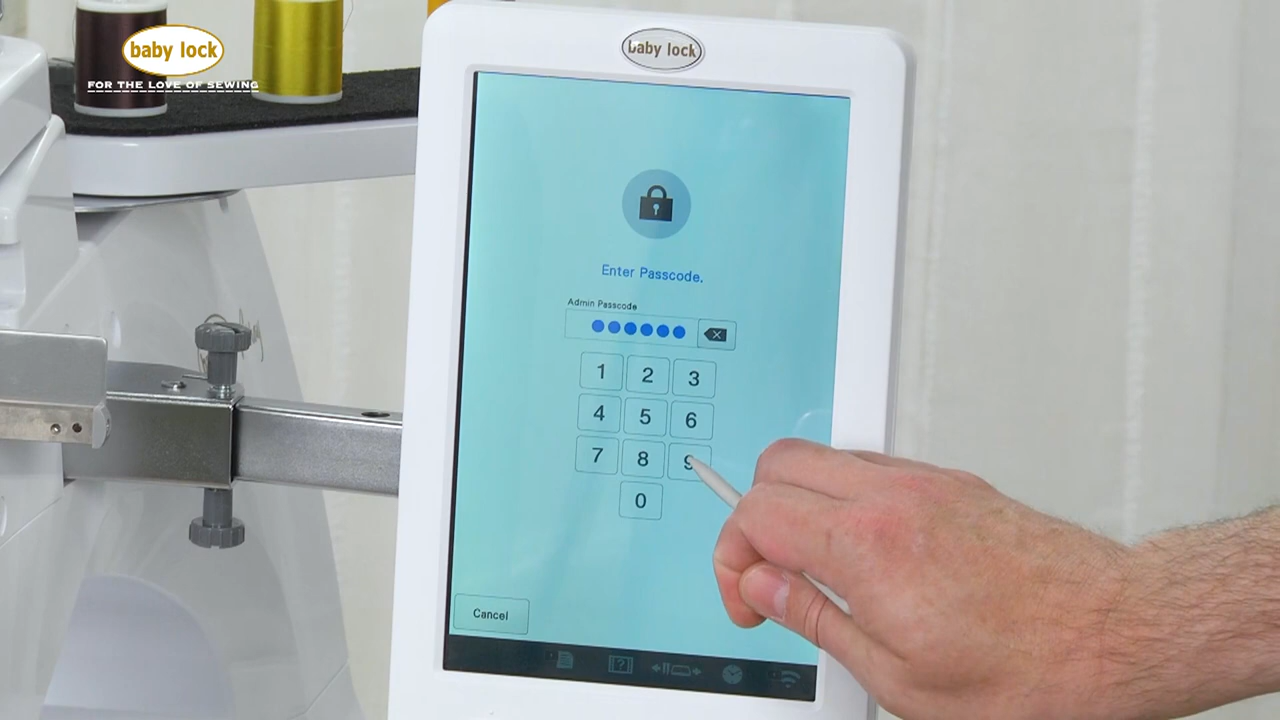 baby lock
FOR THE LOVE OF SEWING
baby lock
Enter Passcode.
Admin Passcode
1 2 3
4 5 6
7 8 9
0
Cancel
?